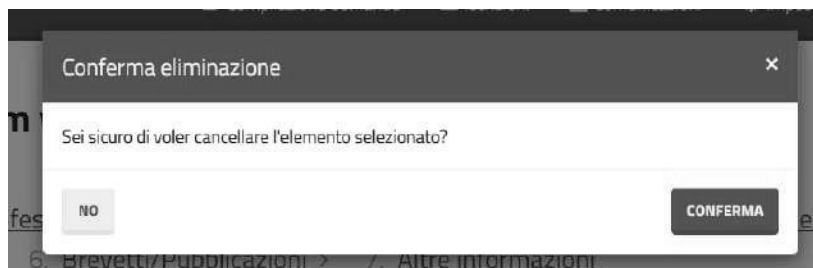 Conferma eliminazione ×
Sei sicuro di voler cancellare l'elemento selezionato?
NO CONFERMA
6. Brevetti/Pubblicazioni > 7. Altre informazioni